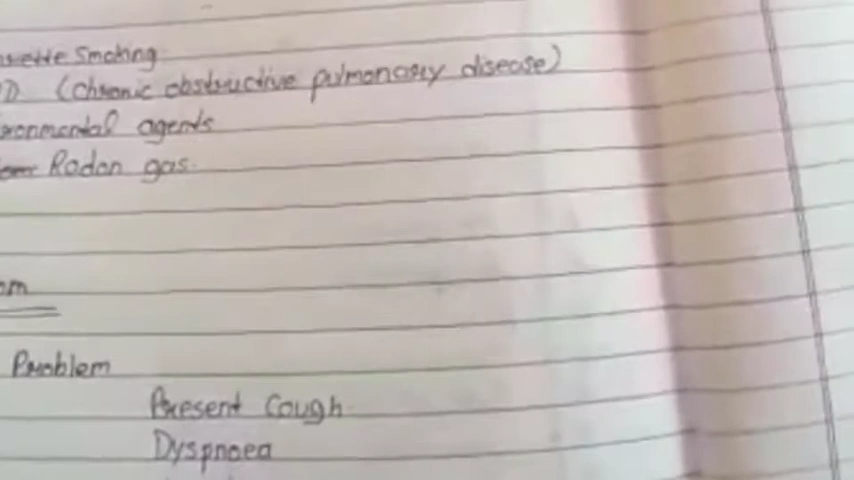 Smoking
(chronic obstructive pulmonary disease)
agents
Radon gas.
Problem
Present Cough
Dyspnoea